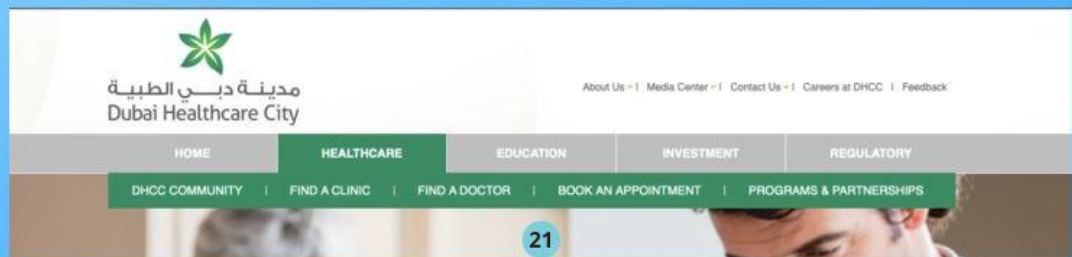 مدينة دبي الطبية
Dubai Healthcare City
About Us | Media Center | Contact Us | Careers at DHCC | Feedback
HOME HEALTHCARE EDUCATION INVESTMENT REGULATORY
DHCC COMMUNITY | FIND A CLINIC | FIND A DOCTOR | BOOK AN APPOINTMENT | PROGRAMS & PARTNERSHIPS
21